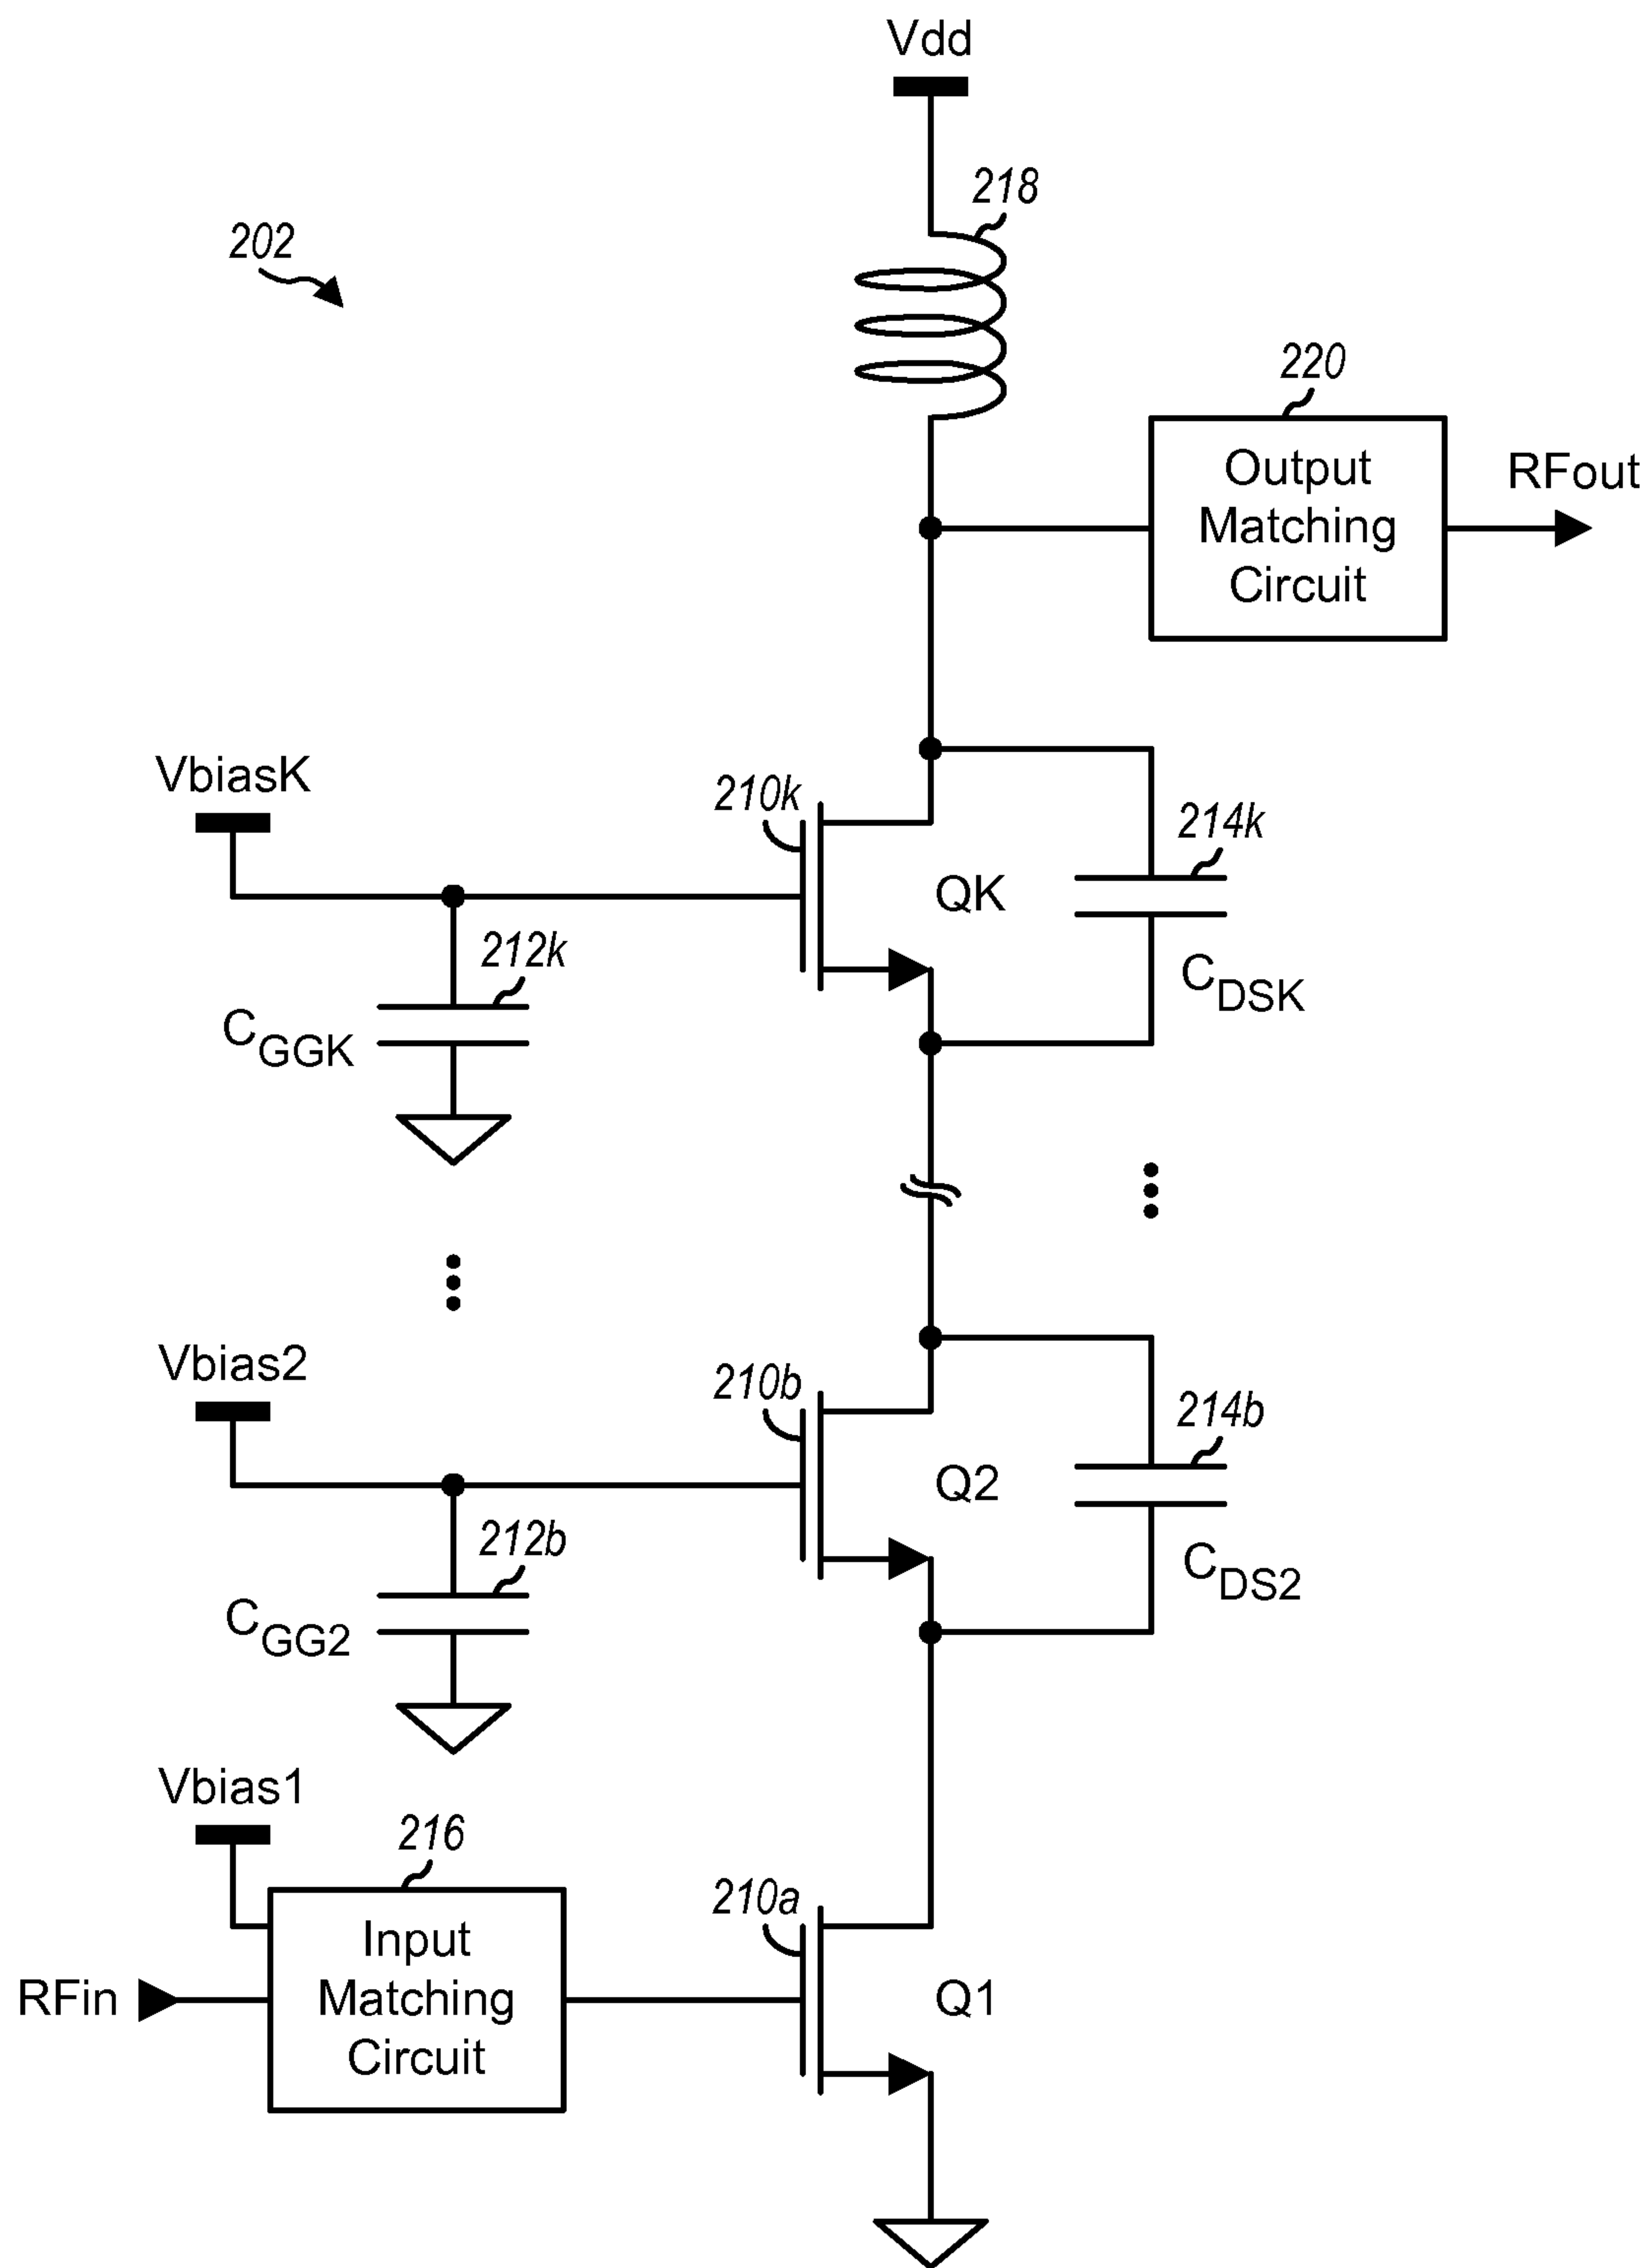 Vdd
218
202
220
Output
Matching
Circuit
RFout
VbiasK
210k
214k
QK
212k
CGGK
CDSK
Vbias2
210b
214b
Q2
212b
CGG2
CDS2
Vbias1
216
210a
Input
Matching
Circuit
RFin
Q1